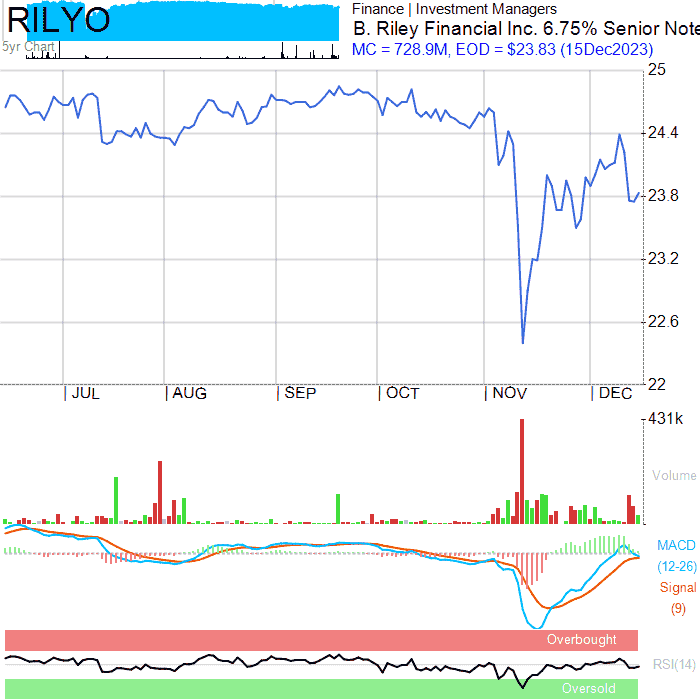 RILYO
5yr Chart
Finance | Investment Managers
B. Riley Financial Inc. 6.75% Senior Note
MC = 728.9M, EOD = $23.83 (15Dec2023)
25
24.4
23.8
23.2
22.6
22
JUL AUG SEP OCT NOV DEC
431k
Volume
MACD
(12-26)
Signal
(9)
Overbought
RSI(14)
Oversold